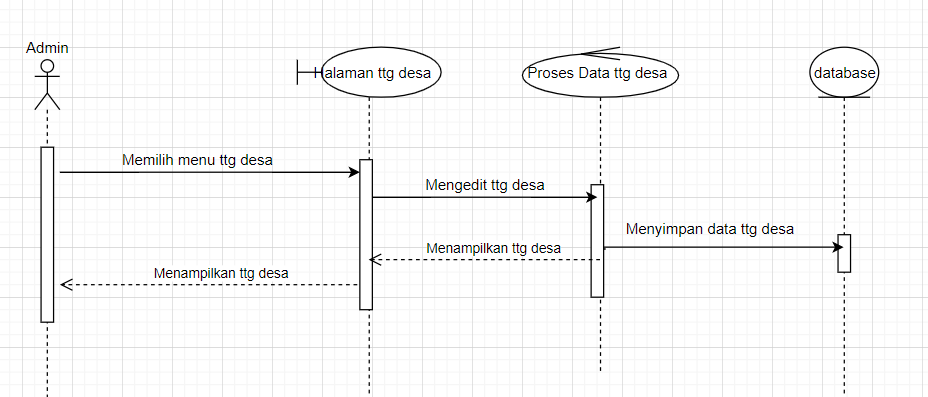 Admin
alaman ttg desa
Proses Data ttg desa
database
Memilih menu ttg desa
Mengedit ttg desa
Menyimpan data ttg desa
Menampilkan ttg desa
Menampilkan ttg desa